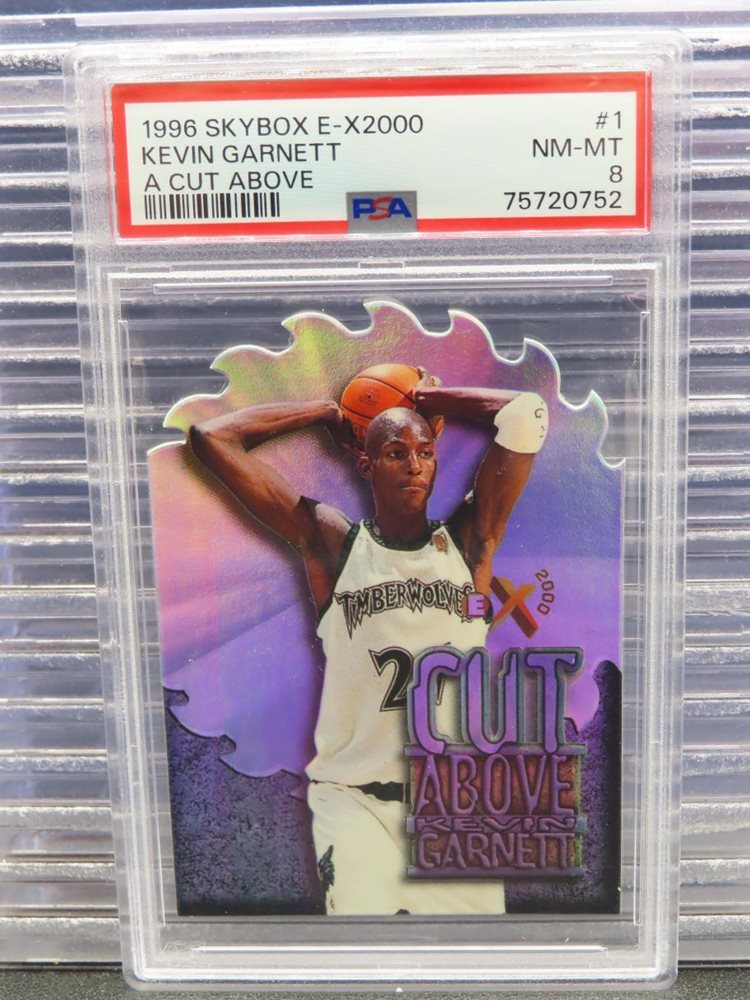 1996 SKYBOX E-X2000 #1
KEVIN GARNETT NM-MT
A CUT ABOVE 8
PSA 75720752
G
TIMBERWOLVES
E X 2000
2
CUT
ABOVE
KEVIN
GARNETT